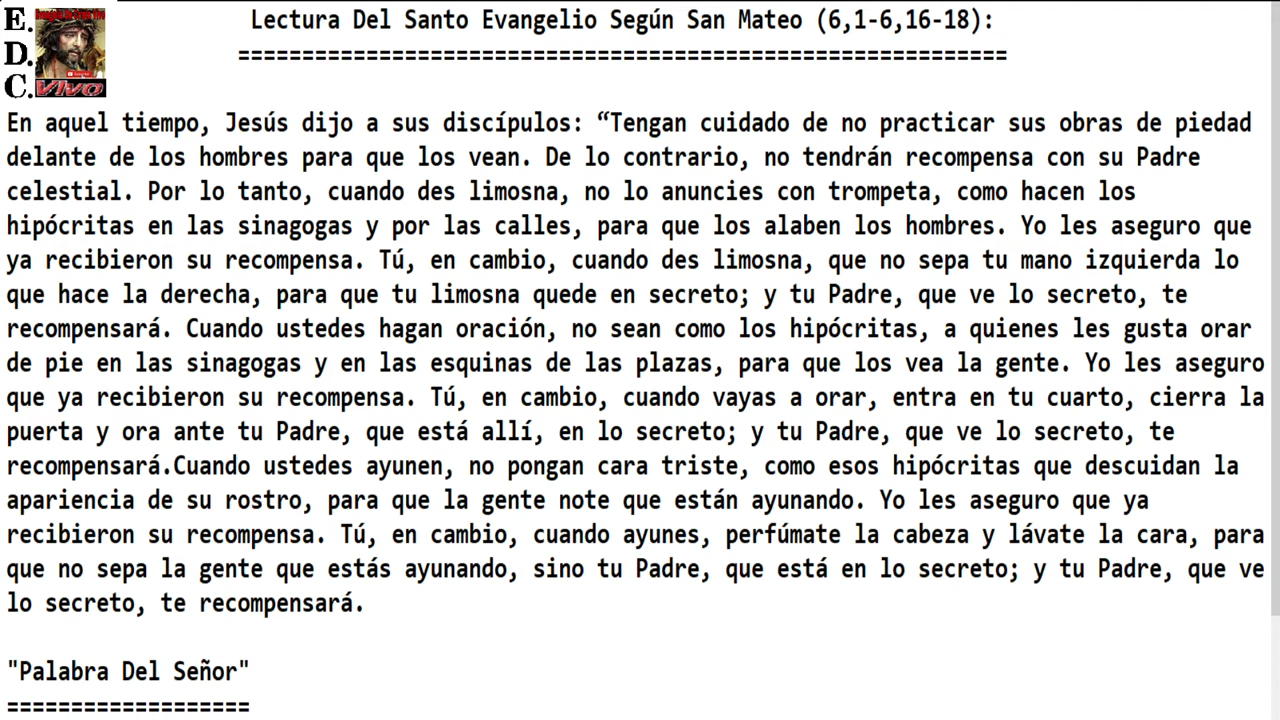 E.
D.
C.
Vivo
Lectura Del Santo Evangelio Según San Mateo (6,1-6,16-18):
============================================================
En aquel tiempo, Jesús dijo a sus discípulos: “Tengan cuidado de no practicar sus obras de piedad
delante de los hombres para que los vean. De lo contrario, no tendrán recompensa con su Padre
celestial. Por lo tanto, cuando des limosna, no lo anuncies con trompeta, como hacen los
hipócritas en las sinagogas y por las calles, para que los alaben los hombres. Yo les aseguro que
ya recibieron su recompensa. Tú, en cambio, cuando des limosna, que no sepa tu mano izquierda lo
que hace la derecha, para que tu limosna quede en secreto; y tu Padre, que ve lo secreto, te
recompensará. Cuando ustedes hagan oración, no sean como los hipócritas, a quienes les gusta orar
de pie en las sinagogas y en las esquinas de las plazas, para que los vea la gente. Yo les aseguro
que ya recibieron su recompensa. Tú, en cambio, cuando vayas a orar, entra en tu cuarto, cierra la
puerta y ora ante tu Padre, que está allí, en lo secreto; y tu Padre, que ve lo secreto, te
recompensará.Cuando ustedes ayunen, no pongan cara triste, como esos hipócritas que descuidan la
apariencia de su rostro, para que la gente note que están ayunando. Yo les aseguro que ya
recibieron su recompensa. Tú, en cambio, cuando ayunes, perfúmate la cabeza y lávate la cara, para
que no sepa la gente que estás ayunando, sino tu Padre, que está en lo secreto; y tu Padre, que ve
lo secreto, te recompensará.
"Palabra Del Señor"
===================